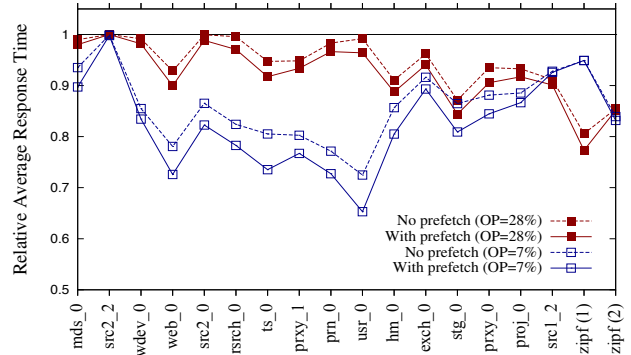 Relative Average Response Time
1
0.9
0.8
0.7
0.6
0.5
No prefetch (OP=28%)
With prefetch (OP=28%)
No prefetch (OP=7%)
With prefetch (OP=7%)
mds_0
src2_2
wdev_0
web_0
src2_0
rsrch_0
ts_0
prxy_1
prn_0
usr_0
hm_0
exch_0
stg_0
prxy_0
proj_0
src1_2
zipf (1)
zipf (2)